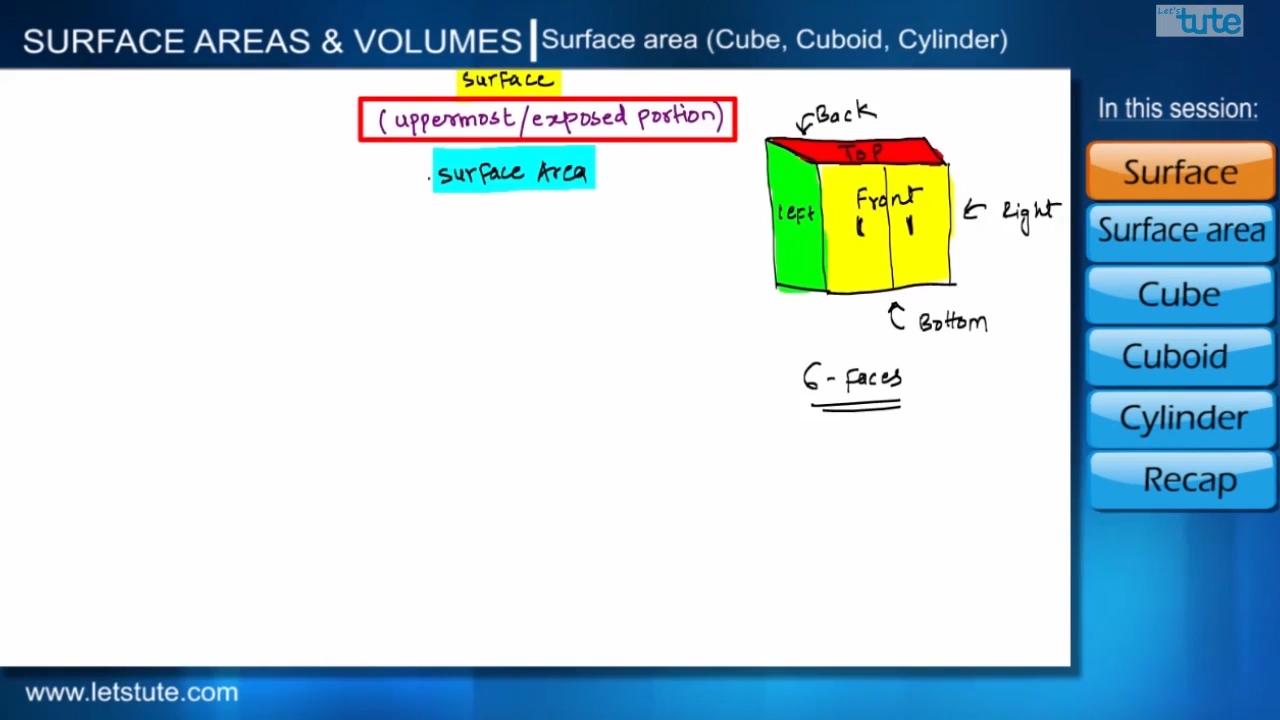 SURFACE AREAS & VOLUMES | Surface area (Cube, Cuboid, Cylinder)
Let's tute
surface
(uppermost/exposed portion)
surface Area
Back
Top
Left
Front
Right
Bottom
6 - faces
In this session:
Surface
Surface area
Cube
Cuboid
Cylinder
Recap
www.letstute.com